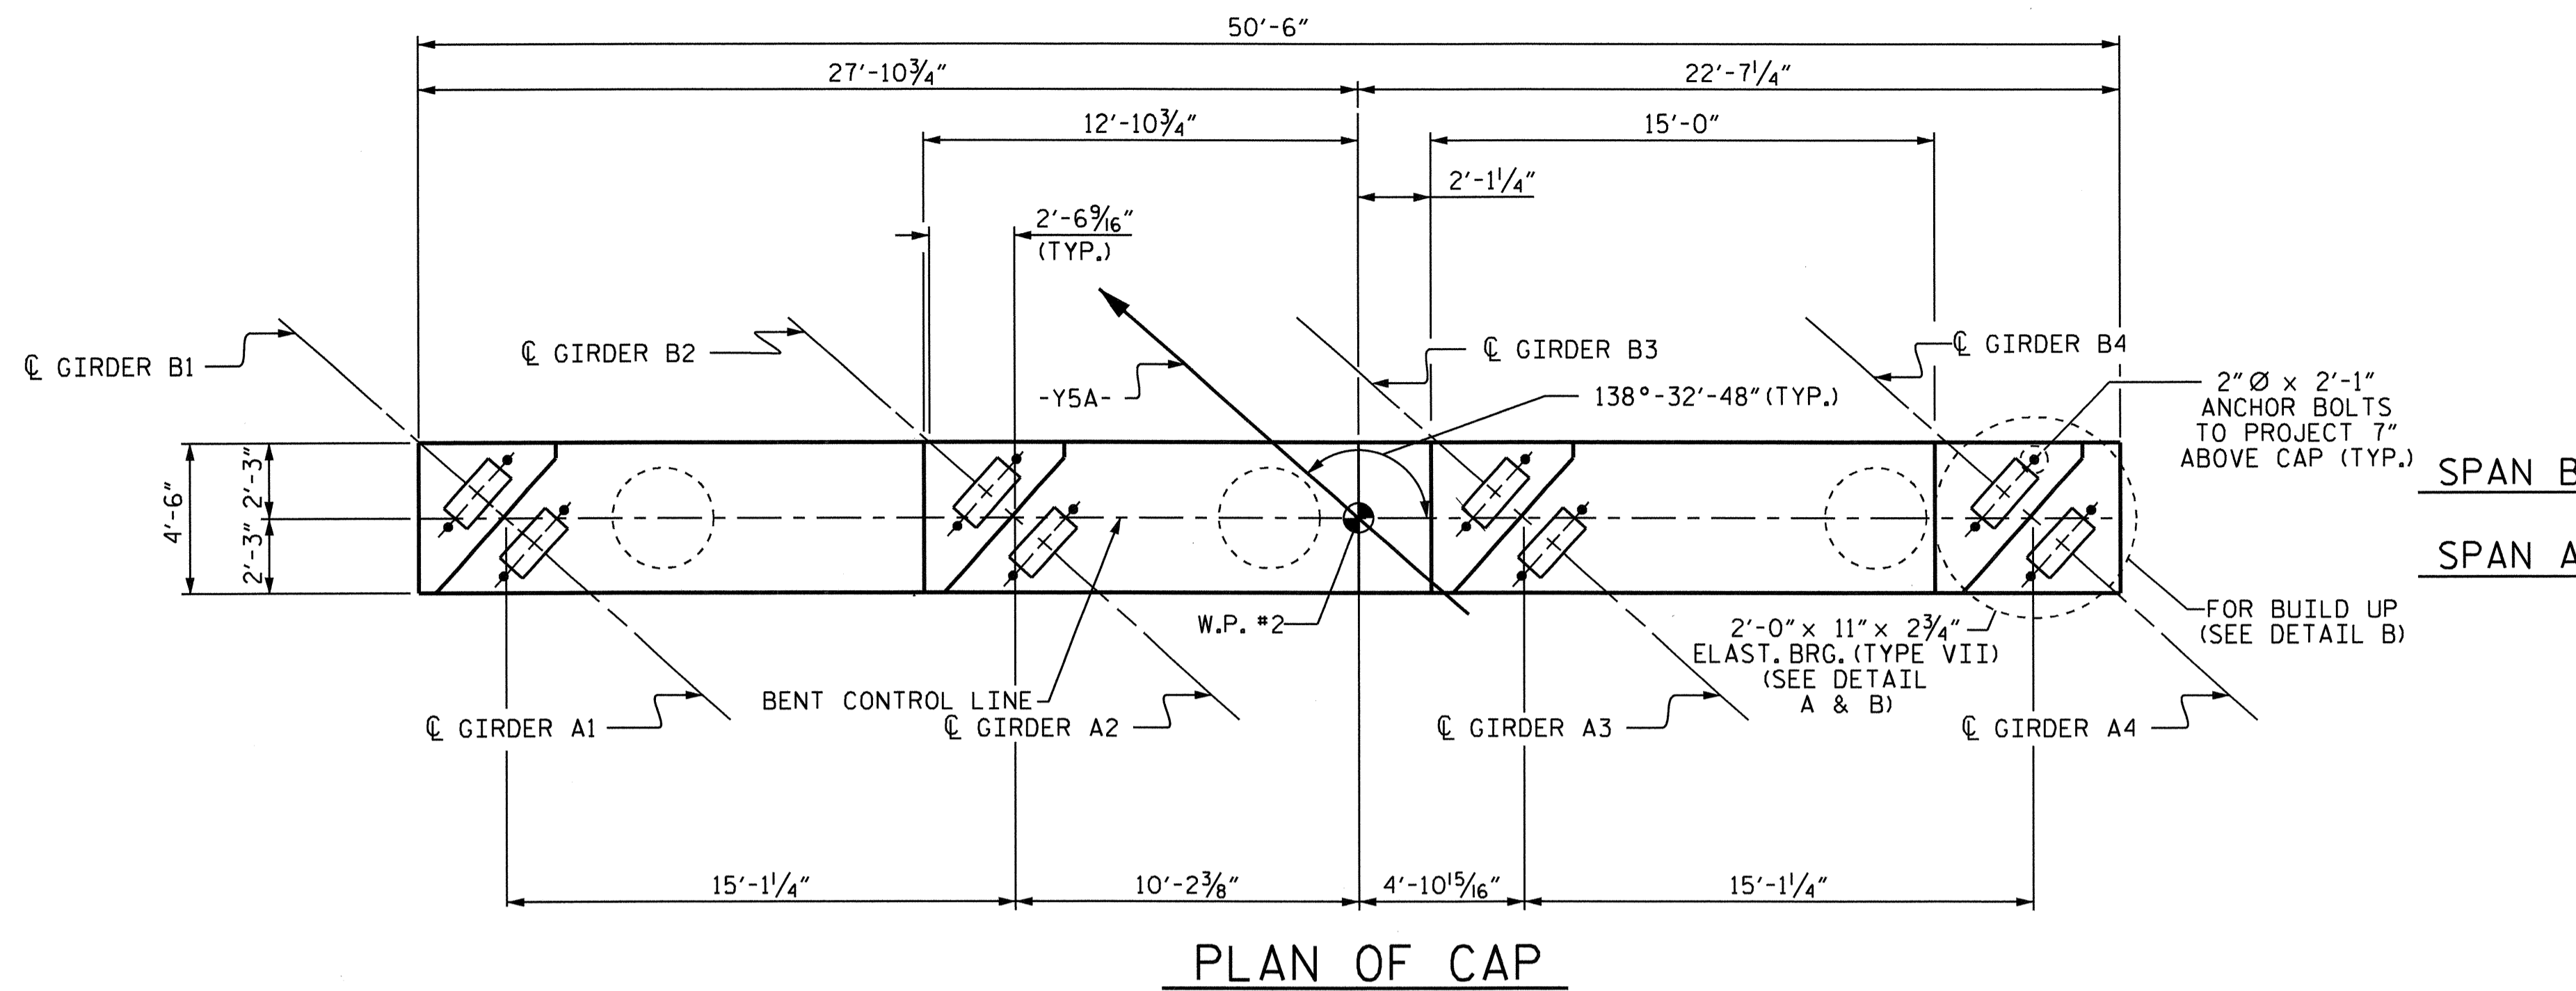 50'-6"
27'-10¾"
22'-7¼"
12'-10¾"
15'-0"
2'-1¼"
2'-6⁹⁄₁₆"
(TYP.)
℄ GIRDER B1
℄ GIRDER B2
-Y5A-
℄ GIRDER B3
138°-32'-48"(TYP.)
℄ GIRDER B4
2"Ø x 2'-1"
ANCHOR BOLTS
TO PROJECT 7"
ABOVE CAP (TYP.)
SPAN B
SPAN A
4'-6"
2'-3"
2'-3"
W.P. #2
2'-0" x 11" x 2¾"
ELAST. BRG. (TYPE VII)
(SEE DETAIL
A & B)
FOR BUILD UP
(SEE DETAIL B)
BENT CONTROL LINE
℄ GIRDER A1
℄ GIRDER A2
℄ GIRDER A3
℄ GIRDER A4
15'-1¼"
10'-2⅜"
4'-10¹⁵⁄₁₆"
15'-1¼"
PLAN OF CAP